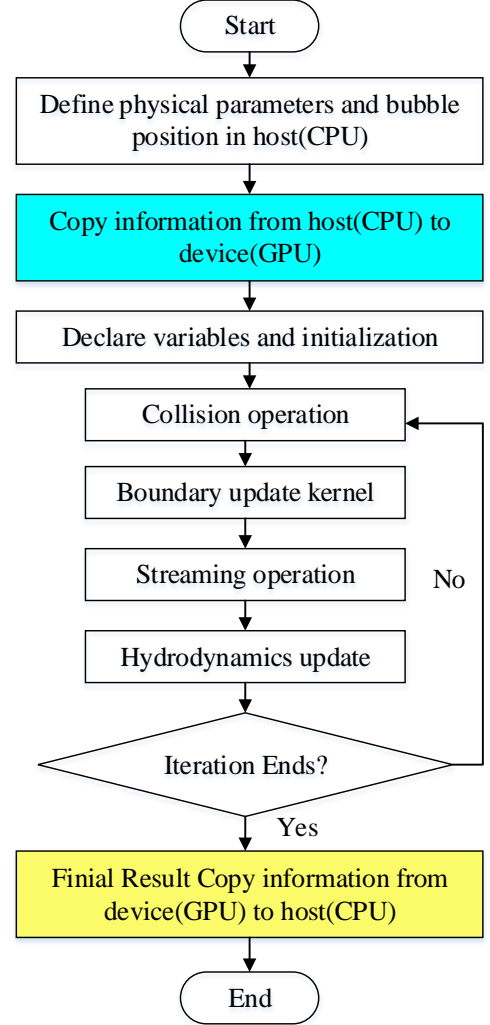 Start
Define physical parameters and bubble
position in host(CPU)
Copy information from host(CPU) to
device(GPU)
Declare variables and initialization
Collision operation
Boundary update kernel
Streaming operation
No
Hydrodynamics update
Iteration Ends?
Yes
Finial Result Copy information from
device(GPU) to host(CPU)
End